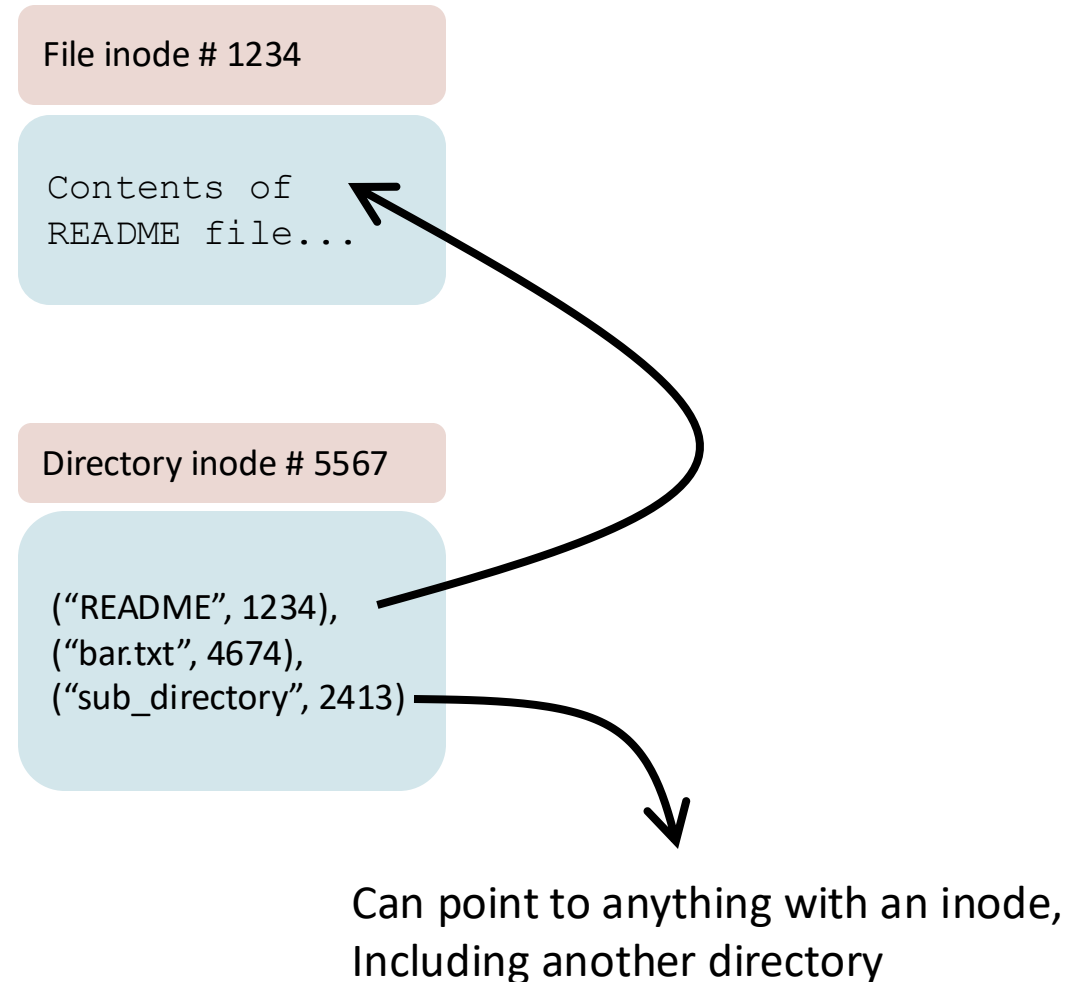 File inode # 1234
Contents of
README file...
Directory inode # 5567
(“README”, 1234),
(“bar.txt”, 4674),
(“sub_directory”, 2413)
Can point to anything with an inode,
Including another directory